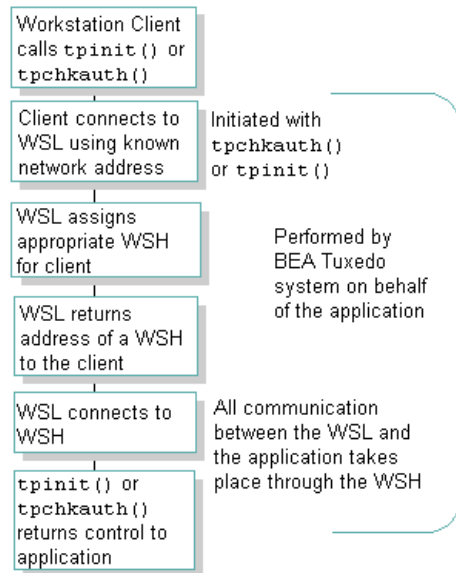 Workstation Client
calls tpinit() or
tpchkauth()
Client connects to
WSL using known
network address
Initiated with
tpchkauth()
or tpinit()
WSL assigns
appropriate WSH
for client
Performed by
BEA Tuxedo
system on behalf
of the application
WSL returns
address of a WSH
to the client
WSL connects to
WSH
All communication
between the WSL and
the application takes
place through the WSH
tpinit() or
tpchkauth()
returns control to
application